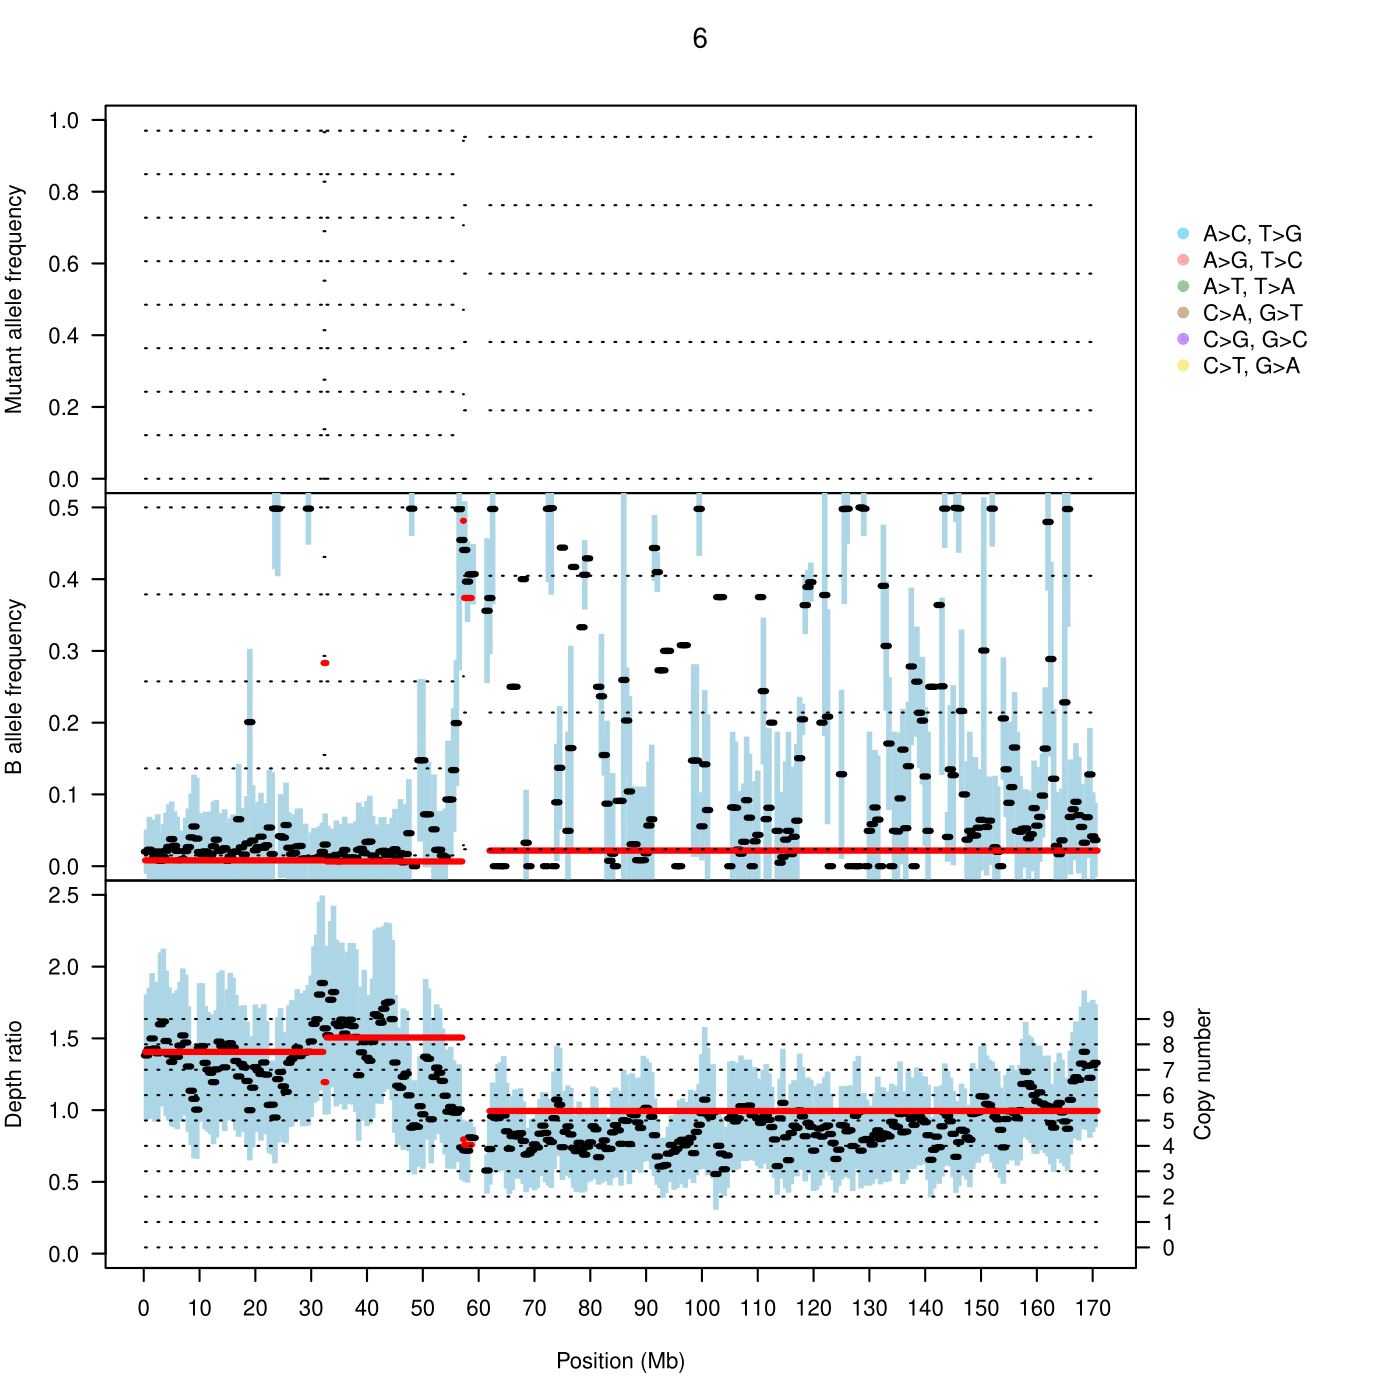 6
Mutant allele frequency
1.0
0.8
0.6
0.4
0.2
0.0
A>C, T>G
A>G, T>C
A>T, T>A
C>A, G>T
C>G, G>C
C>T, G>A
B allele frequency
0.5
0.4
0.3
0.2
0.1
0.0
Depth ratio
2.5
2.0
1.5
1.0
0.5
0.0
9
8
7
6
5
4
3
2
1
0
Copy number
0 10 20 30 40 50 60 70 80 90 100 110 120 130 140 150 160 170
Position (Mb)